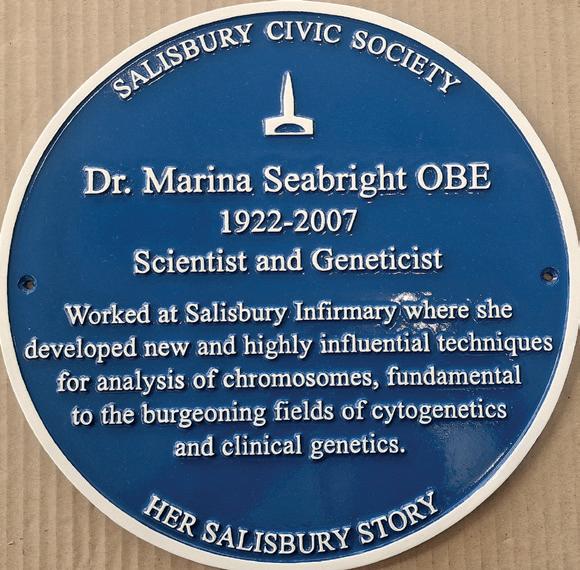 SALISBURY CIVIC SOCIETY
Dr. Marina Seabright OBE
1922-2007
Scientist and Geneticist
Worked at Salisbury Infirmary where she
developed new and highly influential techniques
for analysis of chromosomes, fundamental
to the burgeoning fields of cytogenetics
and clinical genetics.
HER SALISBURY STORY